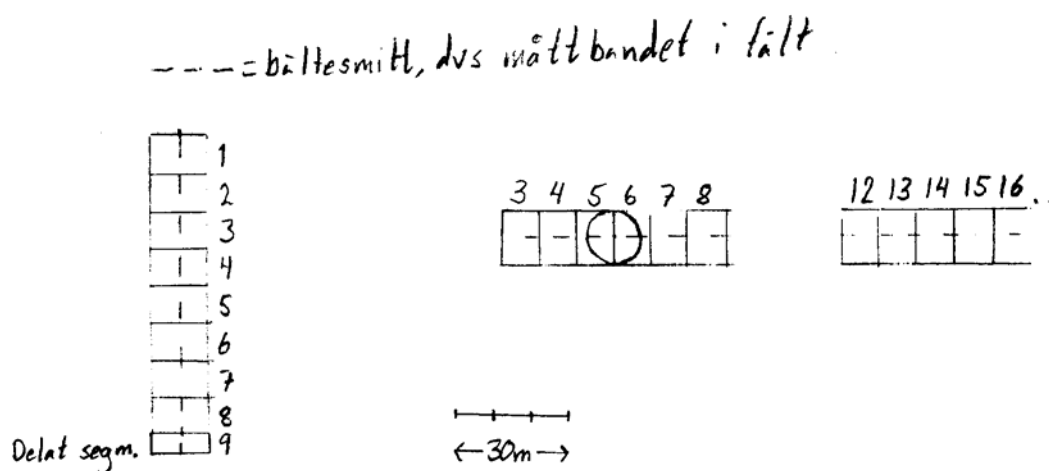 ---- = bältesmitt, dvs måttbandet i fält
1
2
3
4
5
6
7
8
9
Delat segm.
3 4 5 6 7 8
12 13 14 15 16. .
←30m→